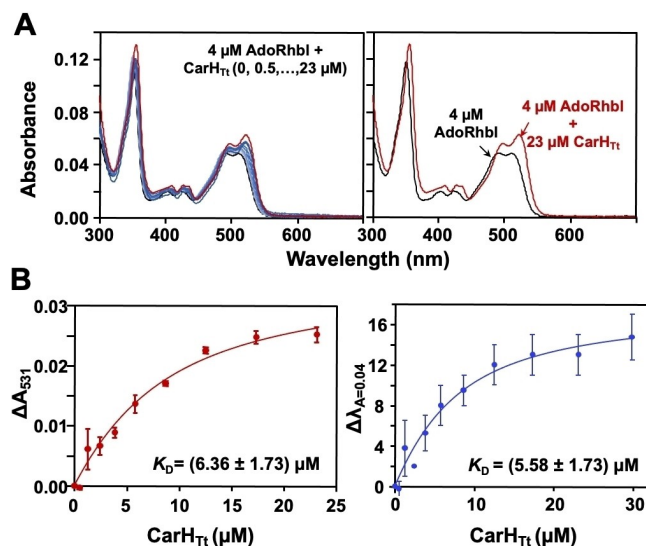 A
4 µM AdoRhbl +
CarH_Tt (0, 0.5,...,23 µM)
4 µM
AdoRhbl
4 µM AdoRhbl
+
23 µM CarH_Tt
Absorbance
0.12
0.08
0.04
0.00
300 400 500 600
300 400 500 600
Wavelength (nm)
B
ΔA_531
0.03
0.02
0.01
0.00
K_D = (6.36 ± 1.73) µM
0 5 10 15 20 25
CarH_Tt (µM)
Δλ_A=0.04
16
12
8
4
0
K_D = (5.58 ± 1.73) µM
0 10 20 30
CarH_Tt (µM)